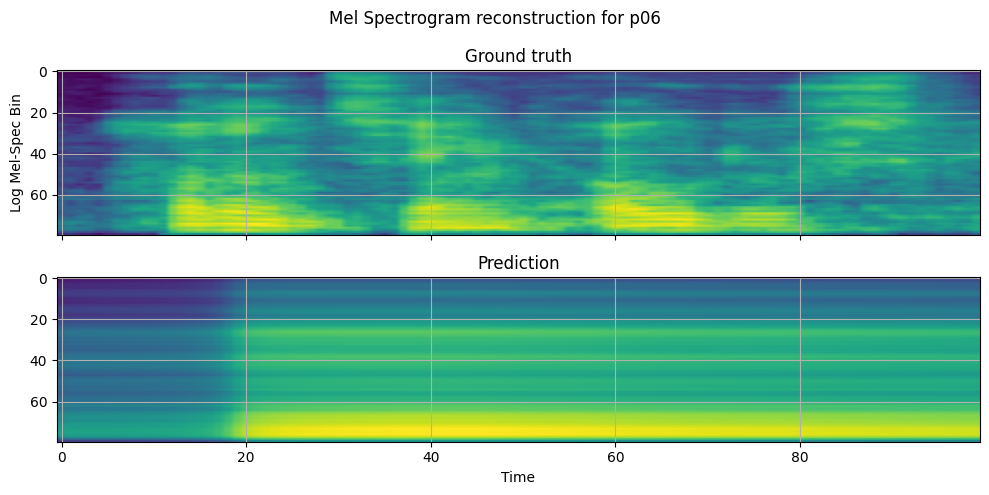 Mel Spectrogram reconstruction for p06
Ground truth
0
20
40
60
Log Mel-Spec Bin
Prediction
0
20
40
60
0 20 40 60 80
Time